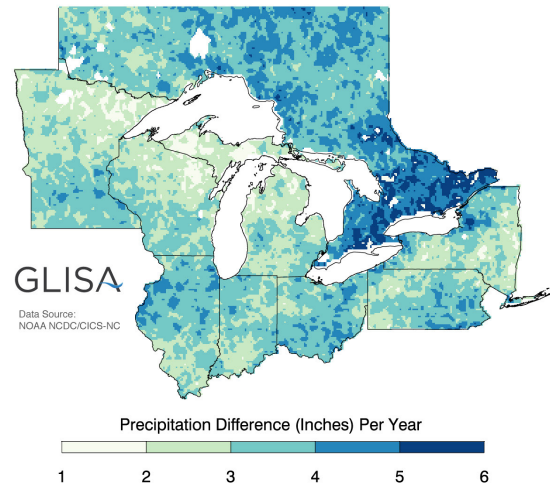 GLISA
Data Source:
NOAA NCDC/CICS-NC
Precipitation Difference (Inches) Per Year
1 2 3 4 5 6